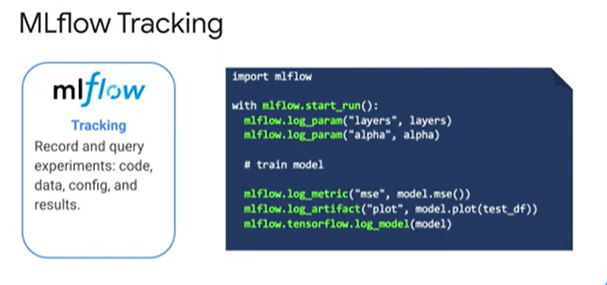 MLflow Tracking
mlflow
Tracking
Record and query
experiments: code,
data, config, and
results.
import mlflow
with mlflow.start_run():
mlflow.log_param("layers", layers)
mlflow.log_param("alpha", alpha)
# train model
mlflow.log_metric("mse", model.mse())
mlflow.log_artifact("plot", model.plot(test_df))
mlflow.tensorflow.log_model(model)